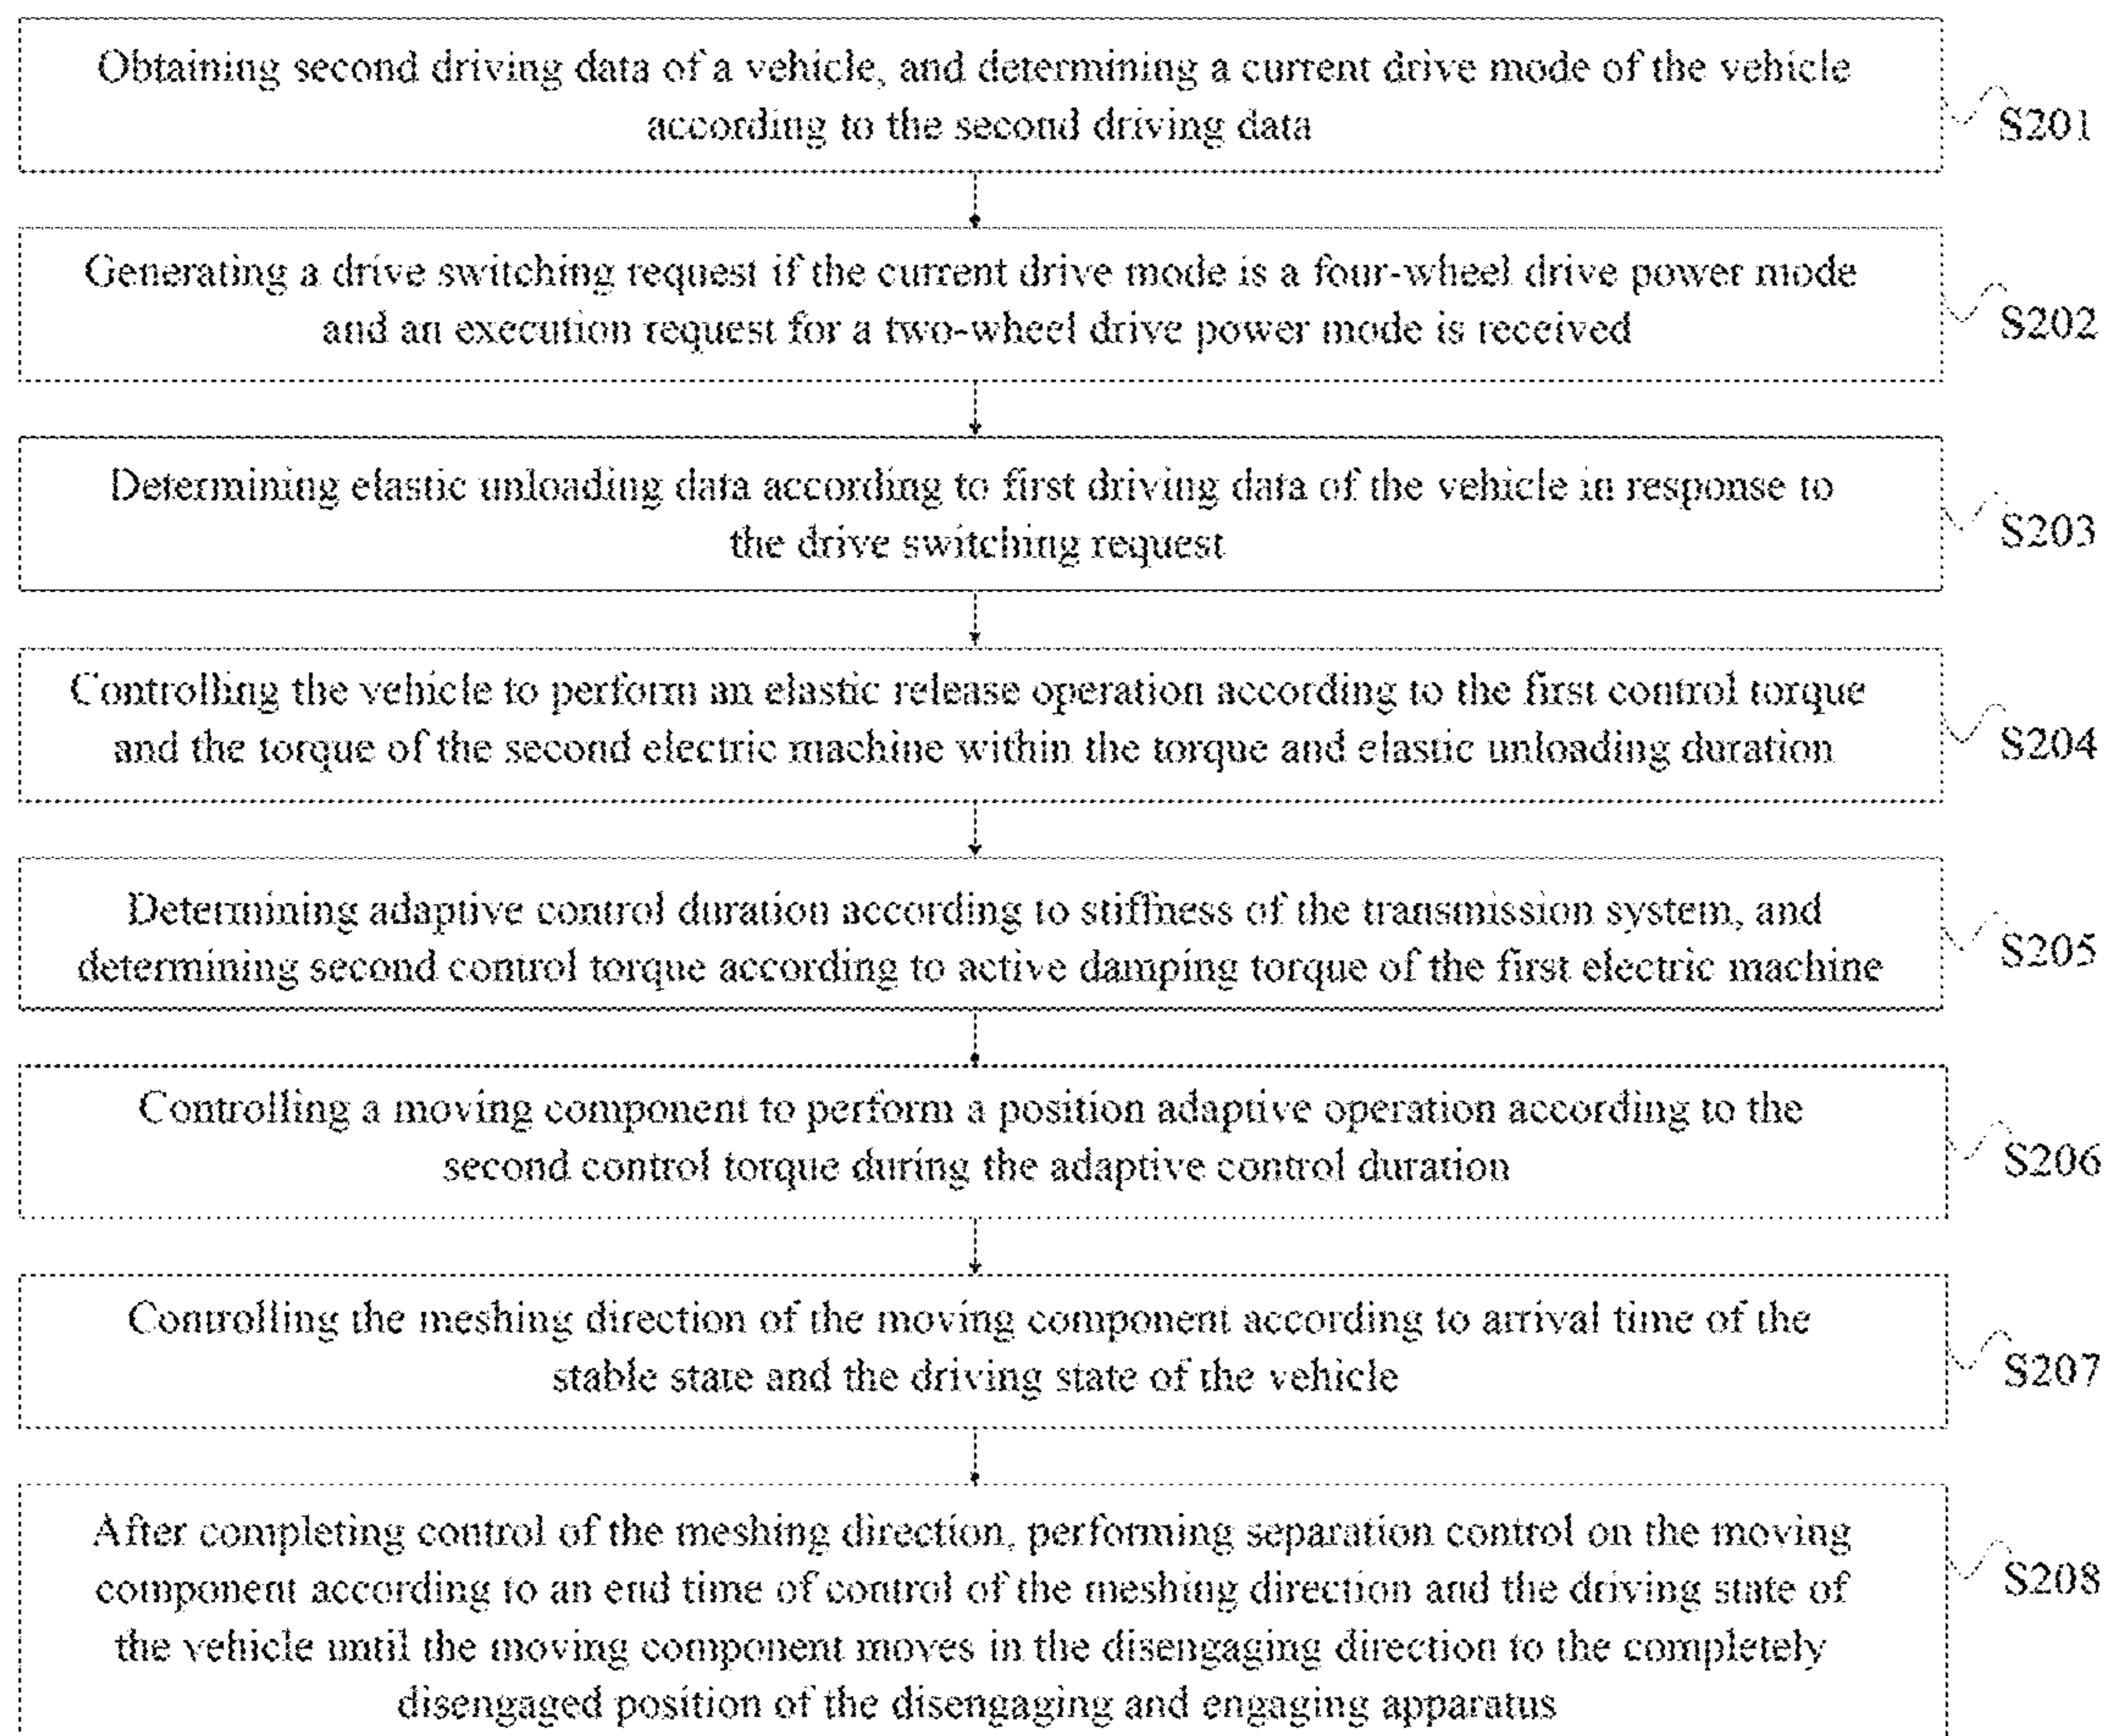 Obtaining second driving data of a vehicle, and determining a current drive mode of the vehicle
according to the second driving data
S201
Generating a drive switching request if the current drive mode is a four-wheel drive power mode
and an execution request for a two-wheel drive power mode is received
S202
Determining elastic unloading data according to first driving data of the vehicle in response to
the drive switching request
S203
Controlling the vehicle to perform an elastic release operation according to the first control torque
and the torque of the second electric machine within the torque and elastic unloading duration
S204
Determining adaptive control duration according to stiffness of the transmission system, and
determining second control torque according to active damping torque of the first electric machine
S205
Controlling a moving component to perform a position adaptive operation according to the
second control torque during the adaptive control duration
S206
Controlling the meshing direction of the moving component according to arrival time of the
stable state and the driving state of the vehicle
S207
After completing control of the meshing direction, performing separation control on the moving
component according to an end time of control of the meshing direction and the driving state of
the vehicle until the moving component moves in the disengaging direction to the completely
disengaged position of the disengaging and engaging apparatus
S208